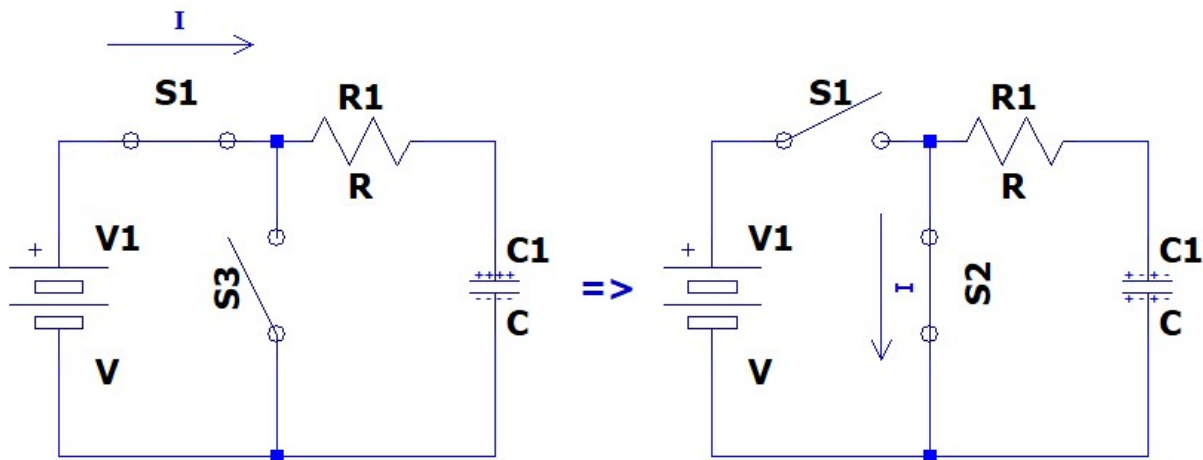 I
S1
R1
R
+
V1
V
S3
++++
----
C1
C
=>
S1
R1
R
+
V1
V
I
S2
+-+-
+-+-
C1
C